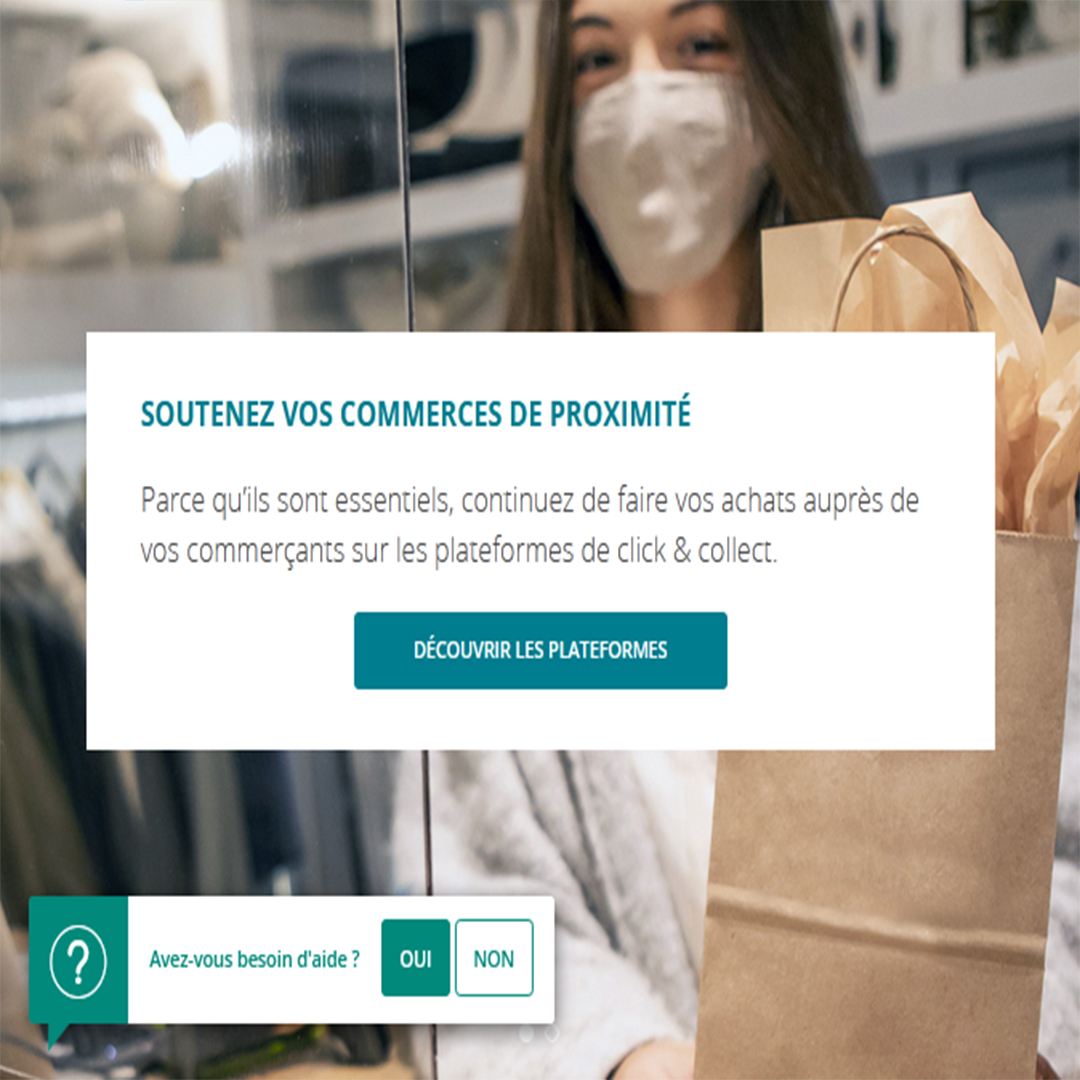 SOUTENEZ VOS COMMERCES DE PROXIMITÉ
Parce qu'ils sont essentiels, continuez de faire vos achats auprès de
vos commerçants sur les plateformes de click & collect.
DÉCOUVRIR LES PLATEFORMES
? Avez-vous besoin d'aide ? OUI NON